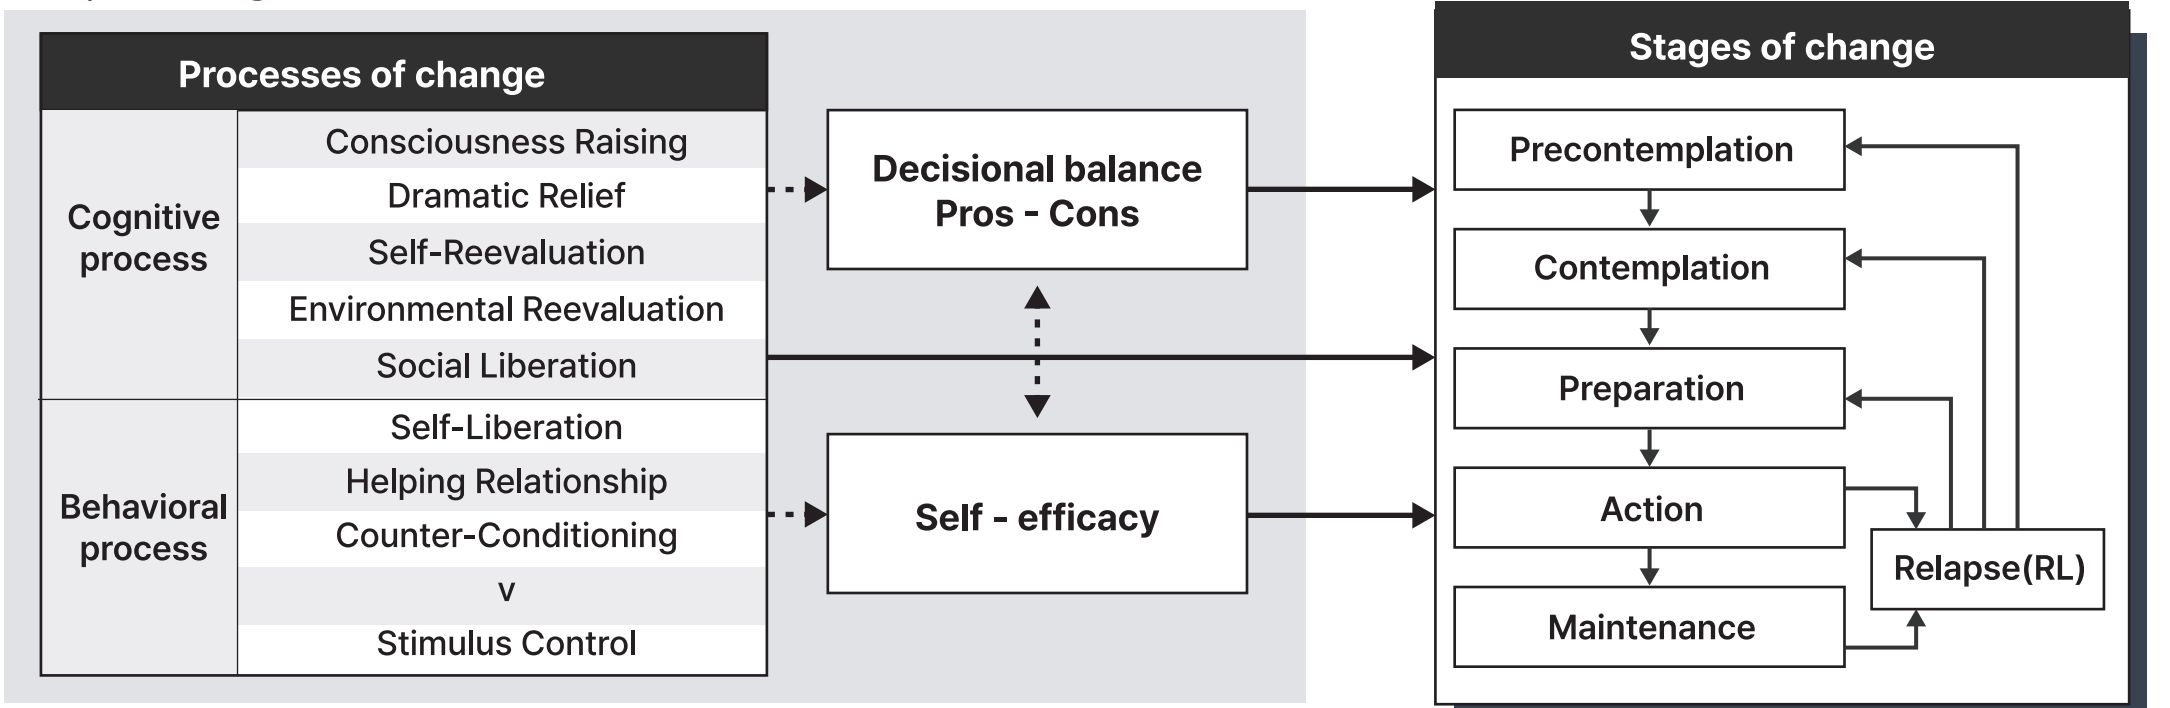 Processes of change
Cognitive
process
Consciousness Raising
Dramatic Relief
Self-Reevaluation
Environmental Reevaluation
Social Liberation
Behavioral
process
Self-Liberation
Helping Relationship
Counter-Conditioning
v
Stimulus Control
Decisional balance
Pros - Cons
Self - efficacy
Stages of change
Precontemplation
Contemplation
Preparation
Action
Maintenance
Relapse(RL)